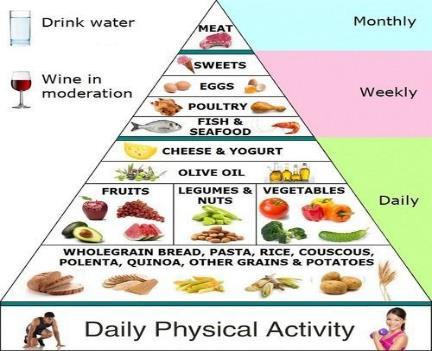 Drink water
Wine in
moderation
MEAT
SWEETS
EGGS
POULTRY
FISH &
SEAFOOD
CHEESE & YOGURT
OLIVE OIL
FRUITS
LEGUMES &
NUTS
VEGETABLES
WHOLEGRAIN BREAD, PASTA, RICE, COUSCOUS,
POLENTA, QUINOA, OTHER GRAINS & POTATOES
Monthly
Weekly
Daily
Daily Physical Activity